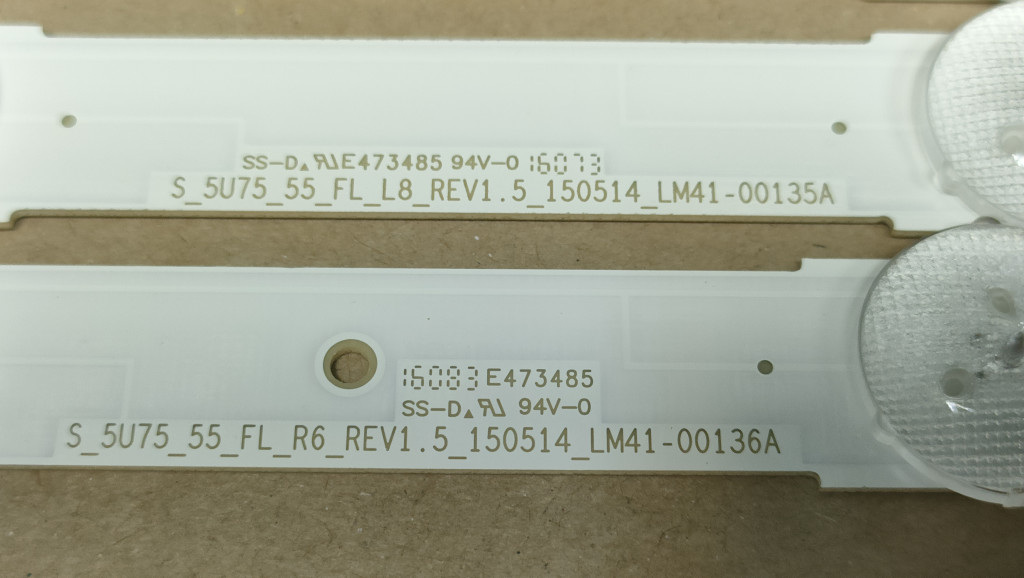 SS-D▲ ЯU E473485 94V-0 16073
S_5U75_55_FL_L8_REV1.5_150514_LM41-00135A
16083 E473485
SS-D▲ ЯU 94V-0
S_5U75_55_FL_R6_REV1.5_150514_LM41-00136A